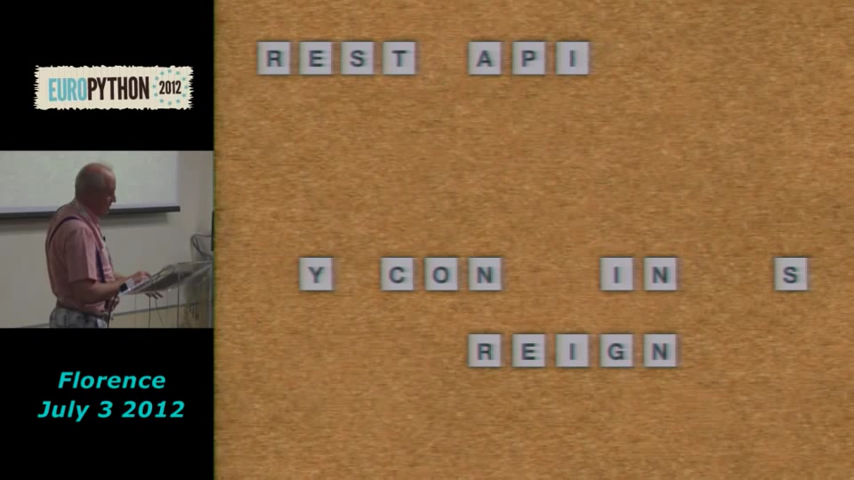 EUROPYTHON 2012
REST API
Y CON IN S
REIGN
Florence
July 3 2012